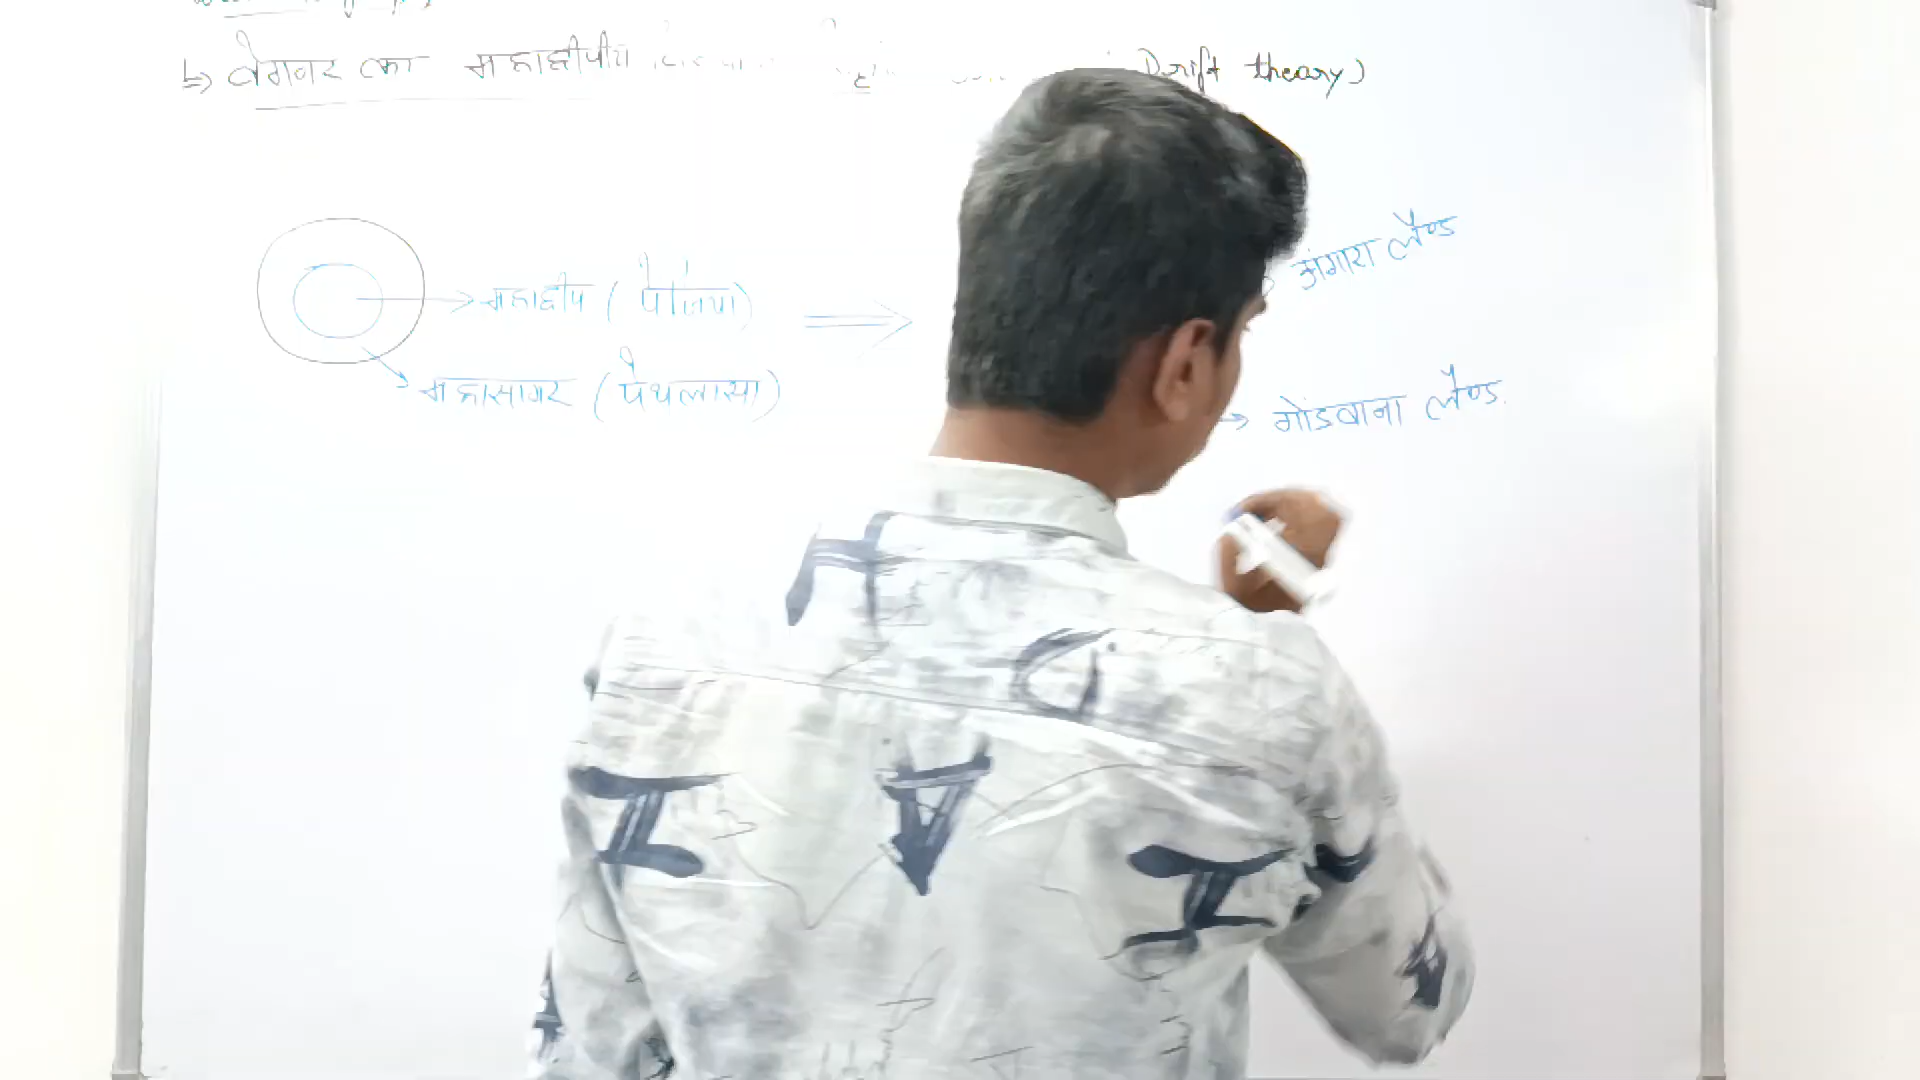 ↳ वेगनर का महाद्वीपीय Drift theory)
महाद्वीप ( पैंजिया)
महासागर (पैंथलासा)
अंगारा लैण्ड
गोंडवाना लैण्ड.